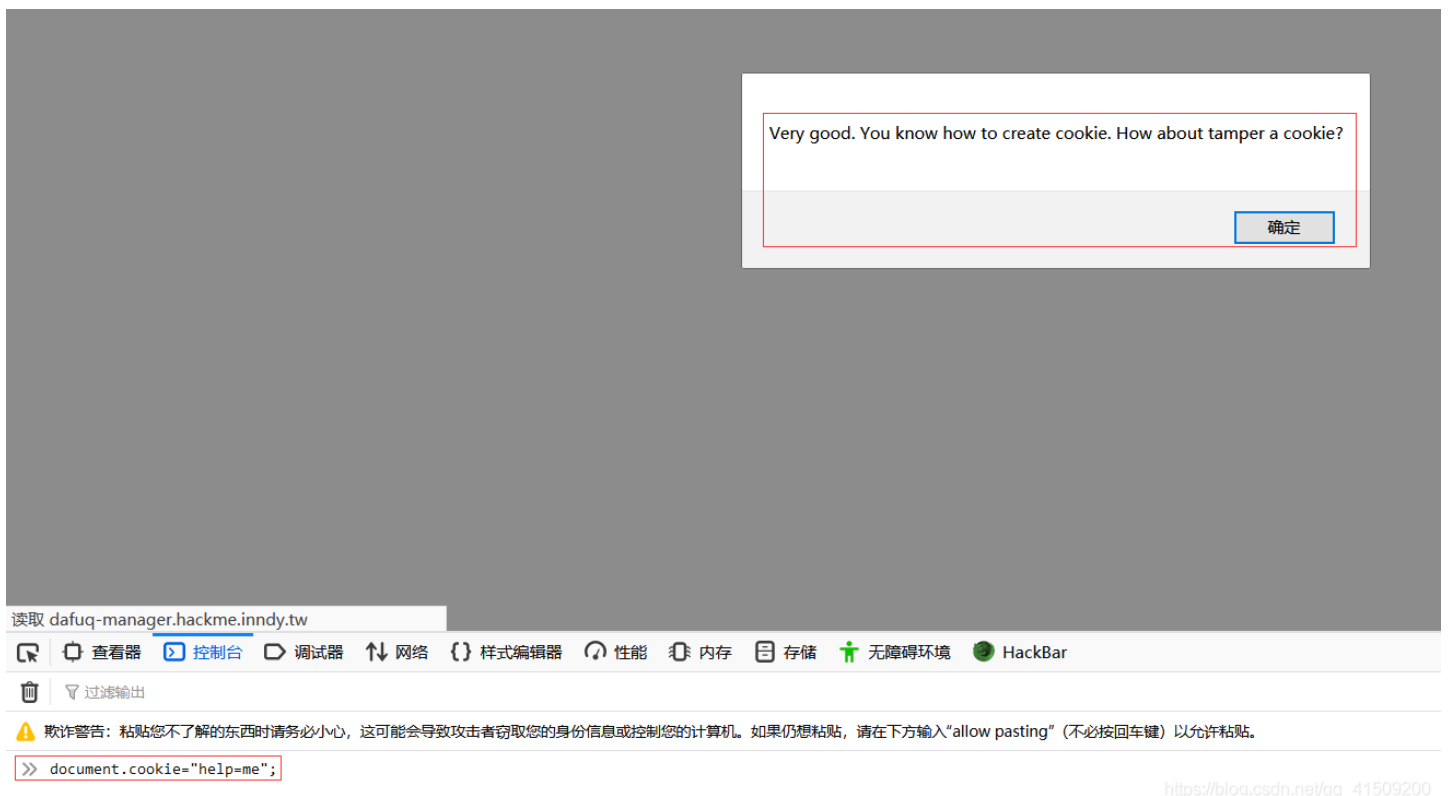 Very good. You know how to create cookie. How about tamper a cookie?
确定
读取 dafuq-manager.hackme.inndy.tw
查看器 控制台 调试器 网络 样式编辑器 性能 内存 存储 无障碍环境 HackBar
过滤输出
欺诈警告：粘贴您不了解的东西时请务必小心，这可能会导致攻击者窃取您的身份信息或控制您的计算机。如果仍想粘贴，请在下方输入“allow pasting”（不必按回车键）以允许粘贴。
document.cookie="help=me";
https://blog.csdn.net/qq_41509200